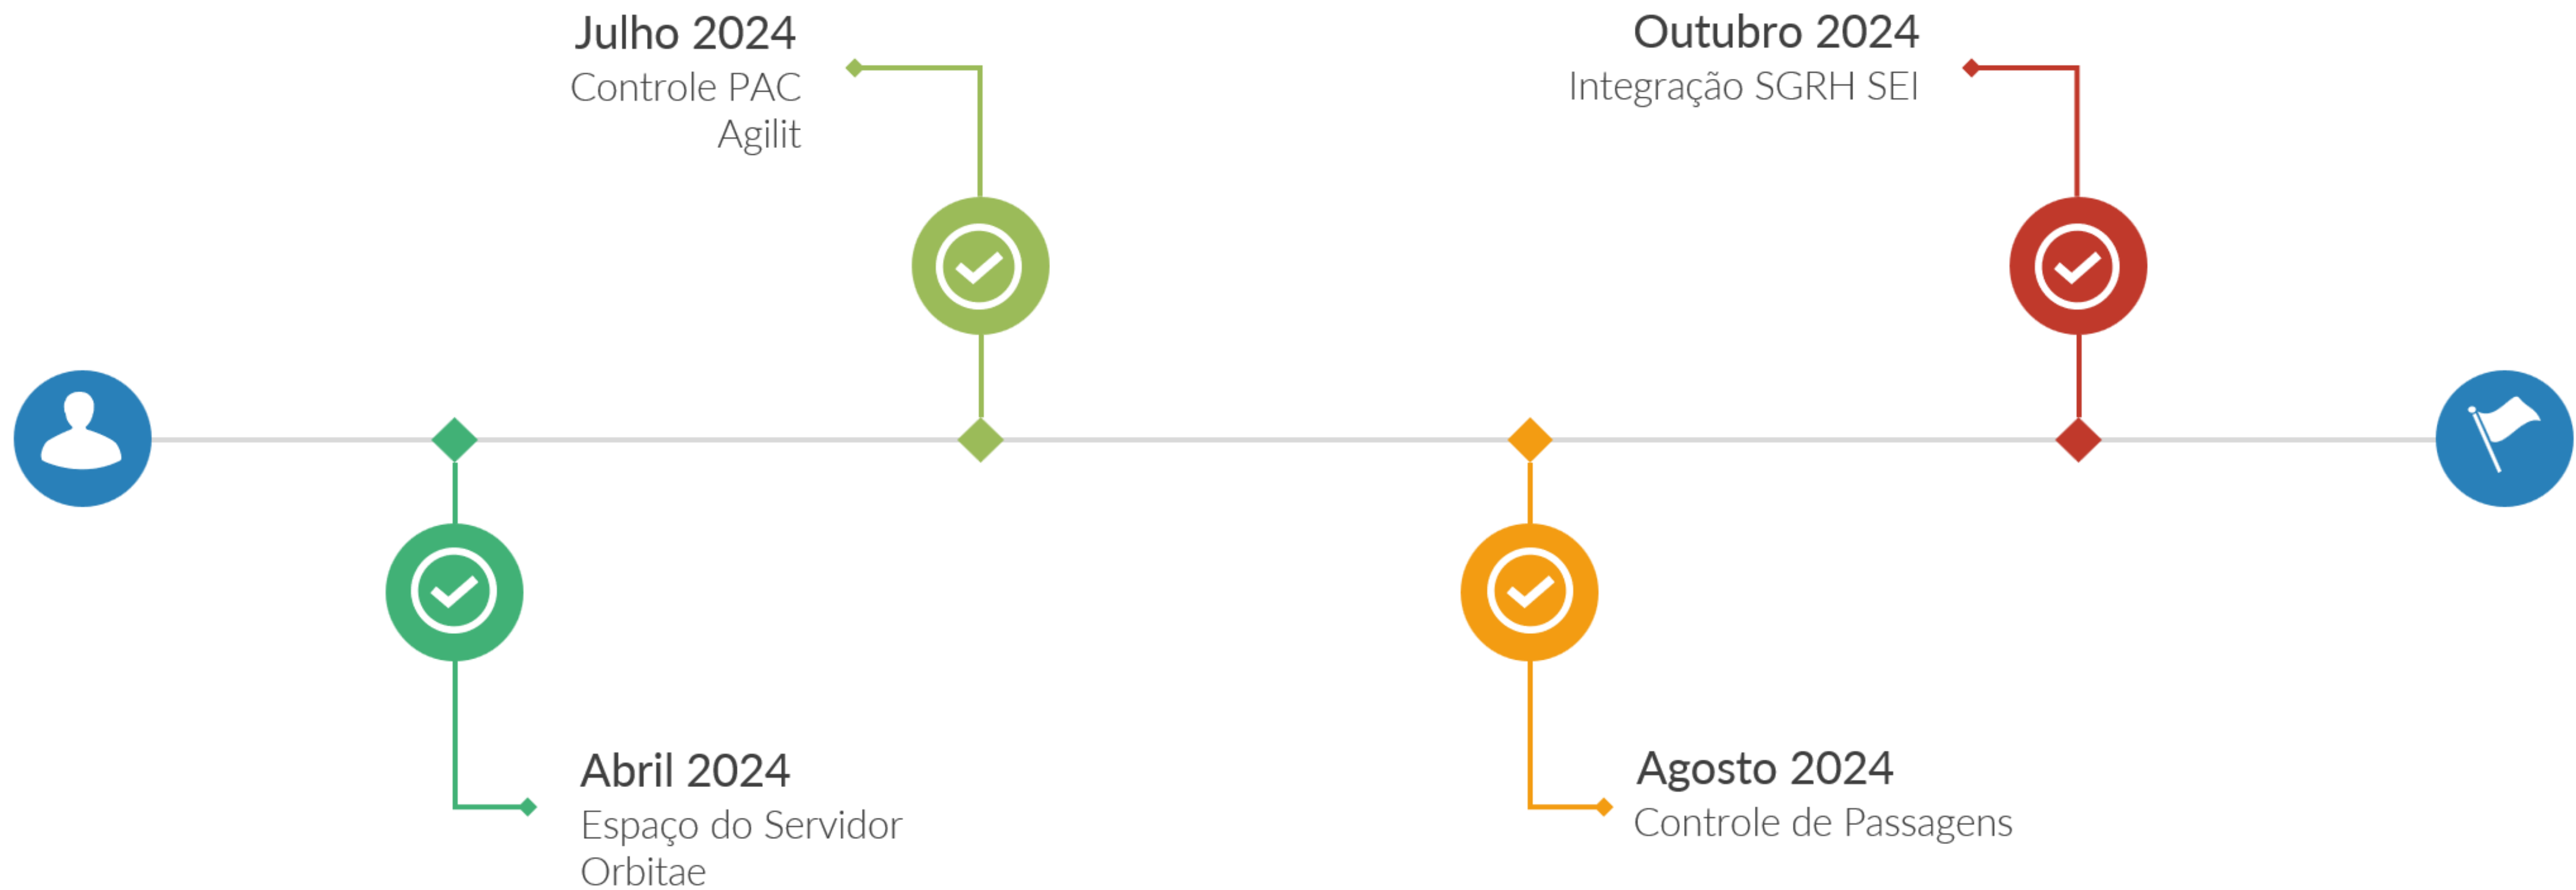 Julho 2024
Controle PAC
Agilit
Outubro 2024
Integração SGRH SEI
Abril 2024
Espaço do Servidor
Orbitae
Agosto 2024
Controle de Passagens